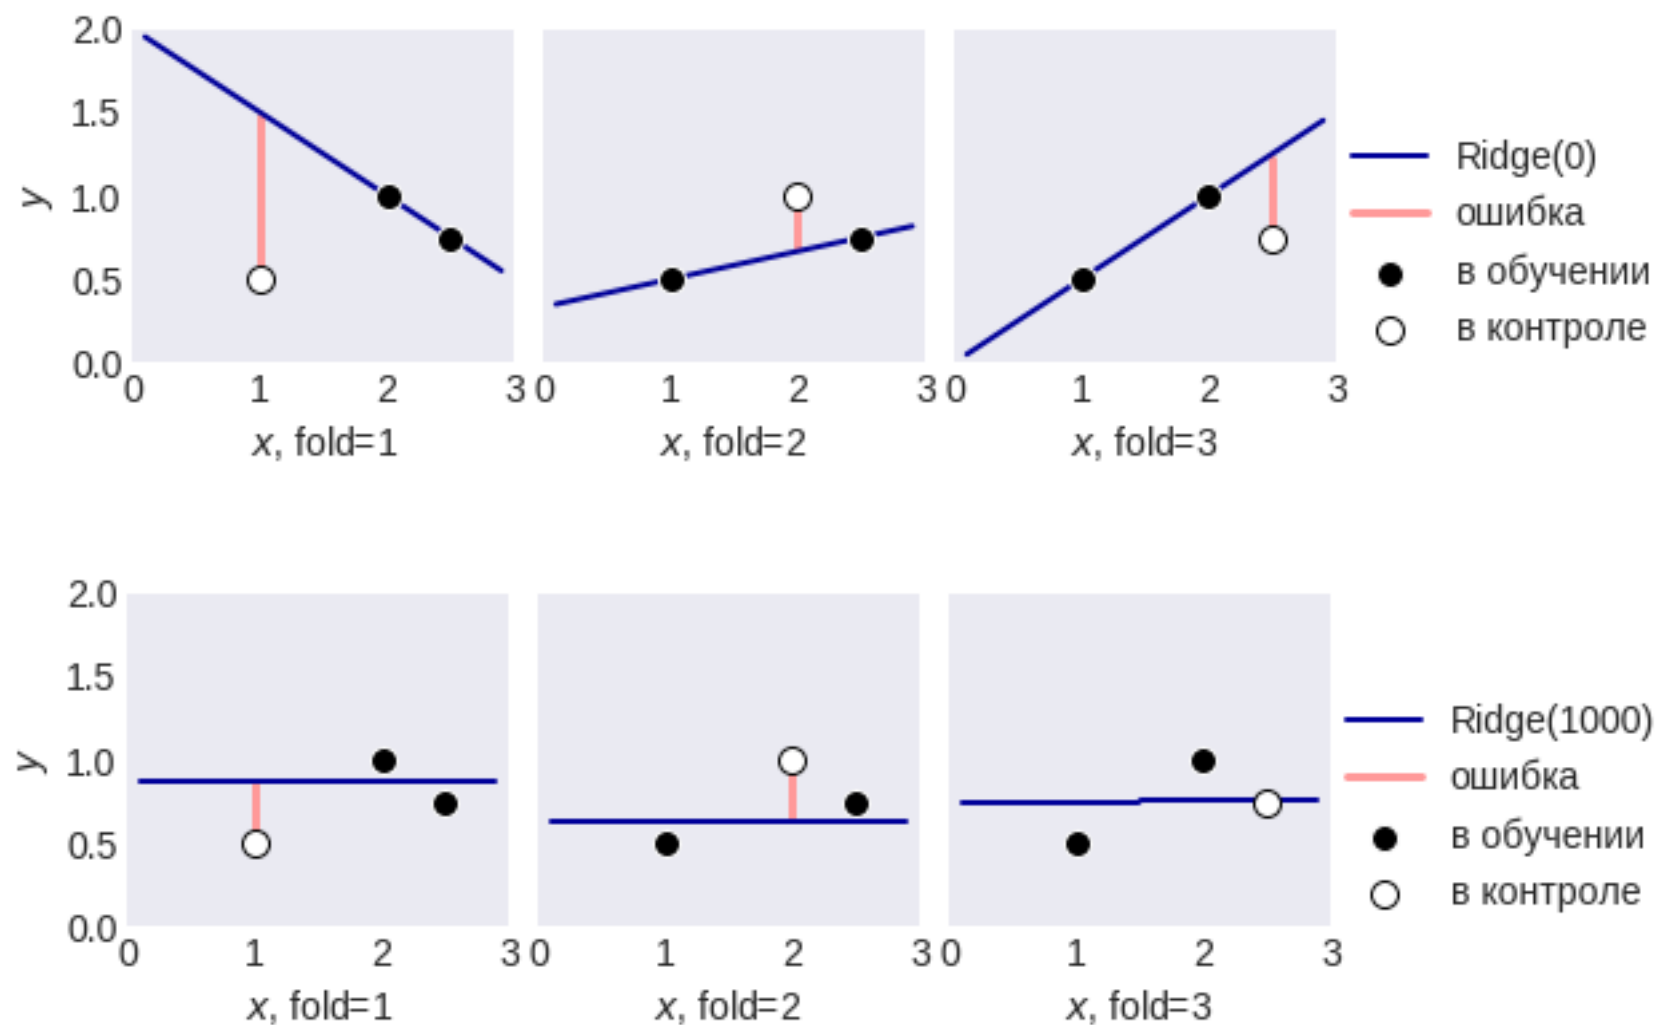 2.0
1.5
1.0
0.5
0.0
y
0 1 2 3 0 1 2 3 0 1 2 3
x, fold=1 x, fold=2 x, fold=3
Ridge(0)
ошибка
в обучении
в контроле
2.0
1.5
1.0
0.5
0.0
y
0 1 2 3 0 1 2 3 0 1 2 3
x, fold=1 x, fold=2 x, fold=3
Ridge(1000)
ошибка
в обучении
в контроле